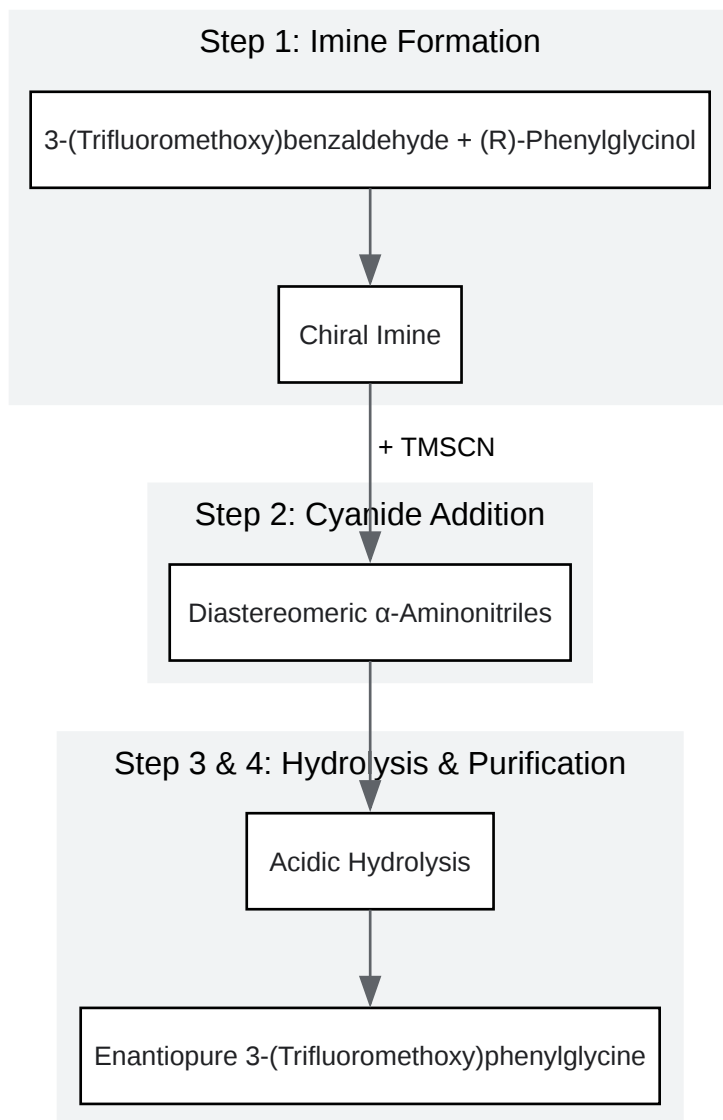 Step 1: Imine Formation
3-(Trifluoromethoxy)benzaldehyde + (R)-Phenylglycinol
Chiral Imine
+ TMSCN
Step 2: Cyanide Addition
Diastereomeric α-Aminonitriles
Step 3 & 4: Hydrolysis & Purification
Acidic Hydrolysis
Enantiopure 3-(Trifluoromethoxy)phenylglycine